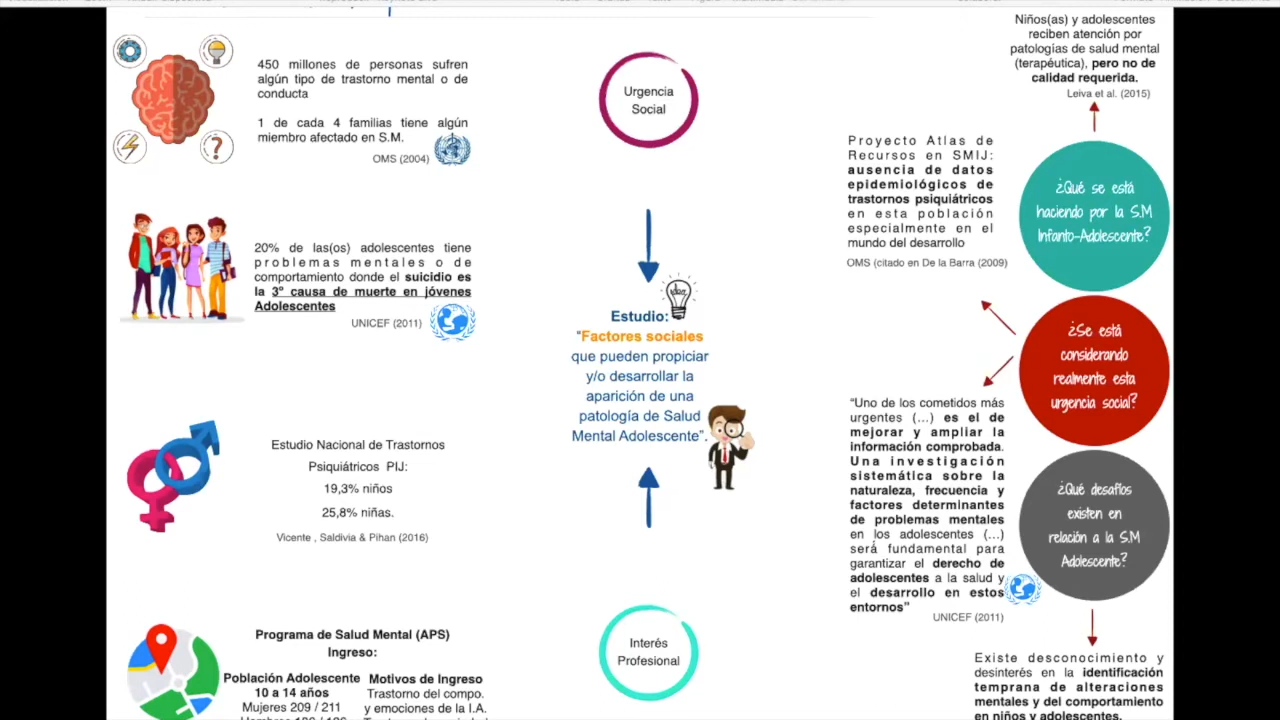 450 millones de personas sufren
algún tipo de trastorno mental o de
conducta
1 de cada 4 familias tiene algún
miembro afectado en S.M.
OMS (2004)
20% de las(os) adolescentes tiene
problemas mentales o de
comportamiento donde el suicidio es
la 3º causa de muerte en jóvenes
Adolescentes
UNICEF (2011)
Estudio Nacional de Trastornos
Psiquiátricos PIJ:
19,3% niños
25,8% niñas.
Vicente , Saldivia & Pihan (2016)
Programa de Salud Mental (APS)
Ingreso:
Población Adolescente
10 a 14 años
Mujeres 209 / 211
Motivos de Ingreso
Trastorno del compo.
y emociones de la I.A.
Urgencia
Social
idea
Estudio:
"Factores sociales
que pueden propiciar
y/o desarrollar la
aparición de una
patología de Salud
Mental Adolescente".
Interés
Profesional
Niños(as) y adolescentes
reciben atención por
patologías de salud mental
(terapéutica), pero no de
calidad requerida.
Leiva et al. (2015)
Proyecto Atlas de
Recursos en SMIJ:
ausencia de datos
epidemiológicos de
trastornos psiquiátricos
en esta población
especialmente en el
mundo del desarrollo
OMS (citado en De la Barra (2009)
¿Qué se está
haciendo por la S.M
Infanto-Adolescente?
¿Se está
considerando
realmente esta
urgencia social?
"Uno de los cometidos más
urgentes (...) es el de
mejorar y ampliar la
información comprobada.
Una investigación
sistemática sobre la
naturaleza, frecuencia y
factores determinantes
de problemas mentales
en los adolescentes (...)
será fundamental para
garantizar el derecho de
adolescentes a la salud y
el desarrollo en estos
entornos"
UNICEF (2011)
¿Qué desafíos
existen en
relación a la S.M
Adolescente?
Existe desconocimiento y
desinterés en la identificación
temprana de alteraciones
mentales y del comportamiento
en niños y adolescentes.